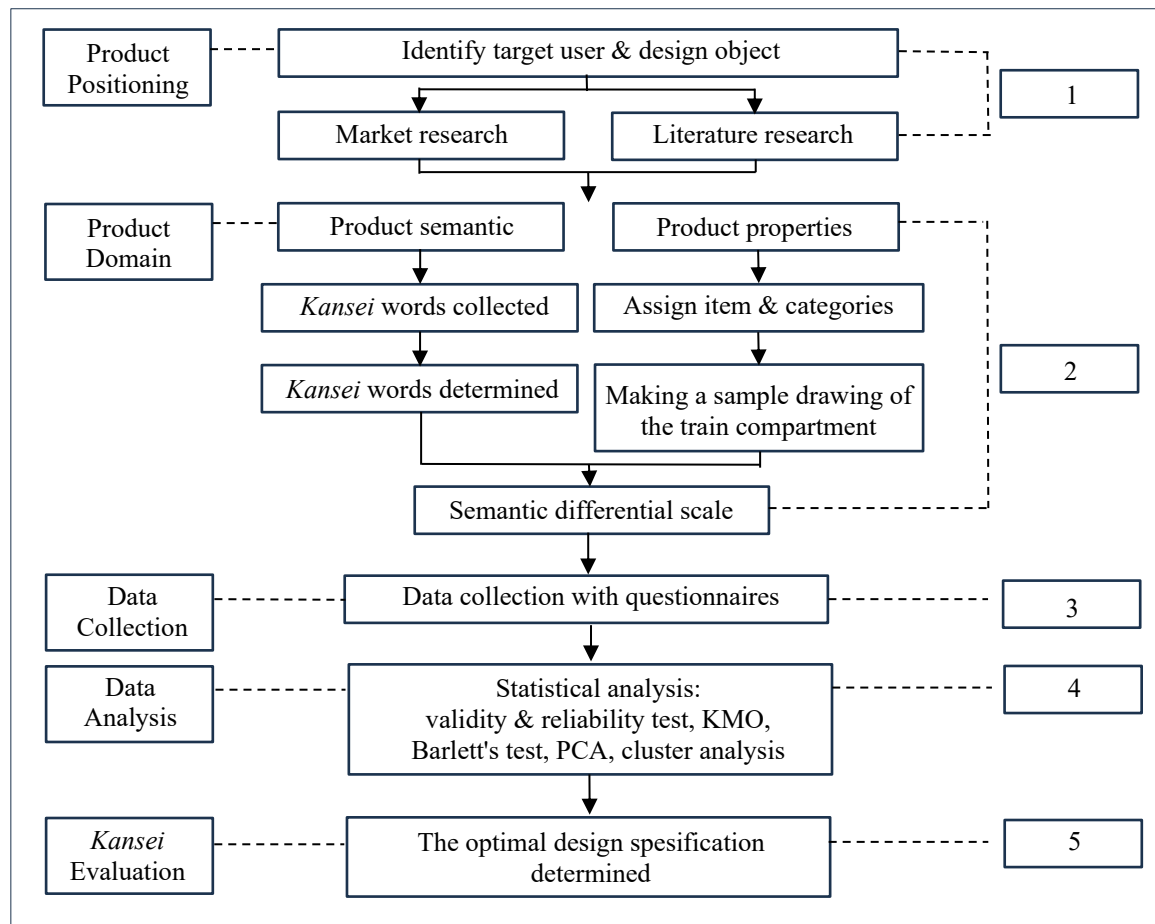 Product
Positioning
Identify target user & design object
1
Market research
Literature research
Product
Domain
Product semantic
Product properties
Kansei words collected
Assign item & categories
2
Kansei words determined
Making a sample drawing of
the train compartment
Semantic differential scale
Data
Collection
Data collection with questionnaires
3
Data
Analysis
Statistical analysis:
validity & reliability test, KMO,
Barlett's test, PCA, cluster analysis
4
Kansei
Evaluation
The optimal design spesification
determined
5